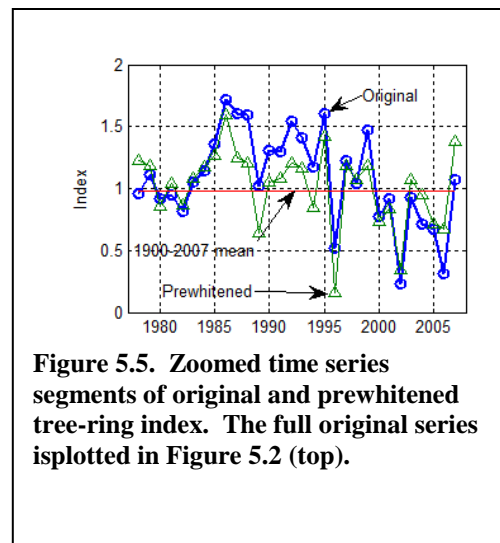 2
Original
1.5
Index
1
1900-2007 mean
0.5
Prewhitened
0
1980 1985 1990 1995 2000 2005
Figure 5.5. Zoomed time series
segments of original and prewhitened
tree-ring index. The full original series
isplotted in Figure 5.2 (top).